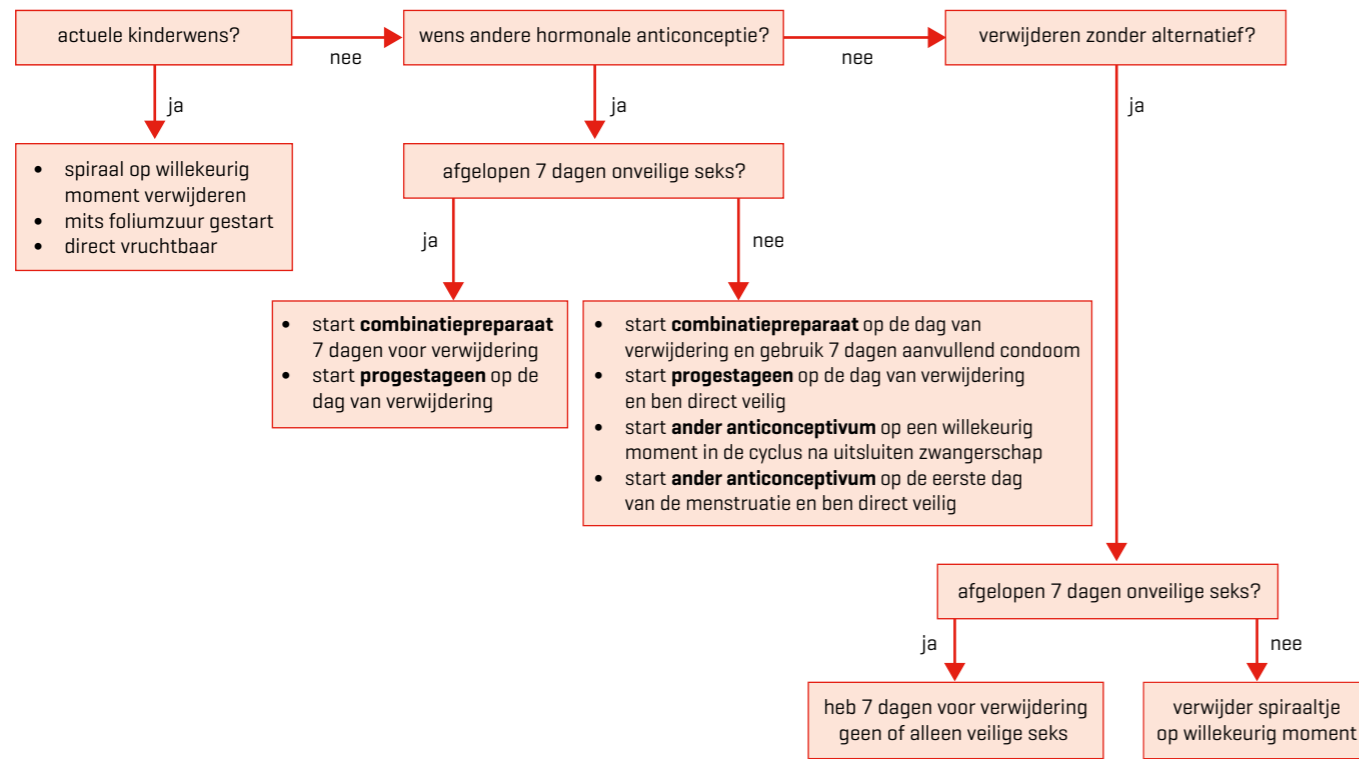 actuele kinderwens?
nee
wens andere hormonale anticonceptie?
nee
verwijderen zonder alternatief?
ja
ja
ja
• spiraal op willekeurig
moment verwijderen
• mits foliumzuur gestart
• direct vruchtbaar
afgelopen 7 dagen onveilige seks?
ja
nee
• start combinatiepreparaat
7 dagen voor verwijdering
• start progestageen op de
dag van verwijdering
• start combinatiepreparaat op de dag van
verwijdering en gebruik 7 dagen aanvullend condoom
• start progestageen op de dag van verwijdering
en ben direct veilig
• start ander anticonceptivum op een willekeurig
moment in de cyclus na uitsluiten zwangerschap
• start ander anticonceptivum op de eerste dag
van de menstruatie en ben direct veilig
afgelopen 7 dagen onveilige seks?
ja
nee
heb 7 dagen voor verwijdering
geen of alleen veilige seks
verwijder spiraaltje
op willekeurig moment